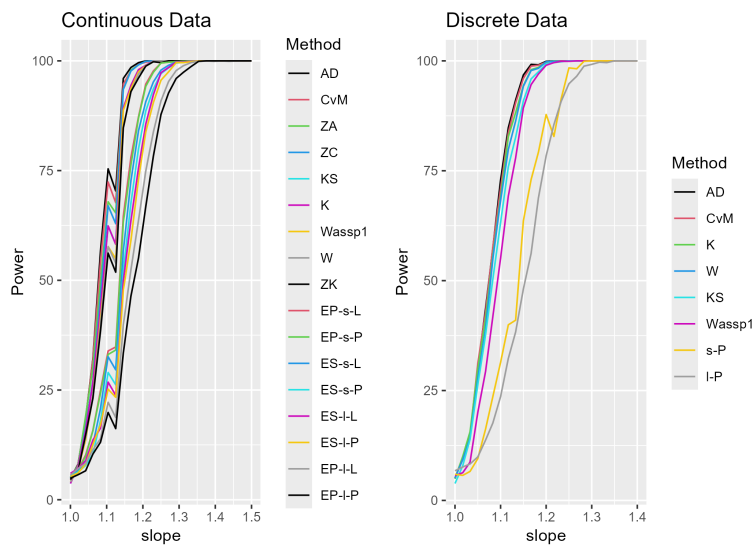 Continuous Data
Power
100
75
50
25
0
1.0 1.1 1.2 1.3 1.4 1.5
slope
Method
AD
CvM
ZA
ZC
KS
K
Wassp1
W
ZK
EP-s-L
EP-s-P
ES-s-L
ES-s-P
ES-l-L
ES-l-P
EP-l-L
EP-l-P
Discrete Data
Power
100
75
50
25
0
1.0 1.1 1.2 1.3 1.4
slope
Method
AD
CvM
K
W
KS
Wassp1
s-P
l-P